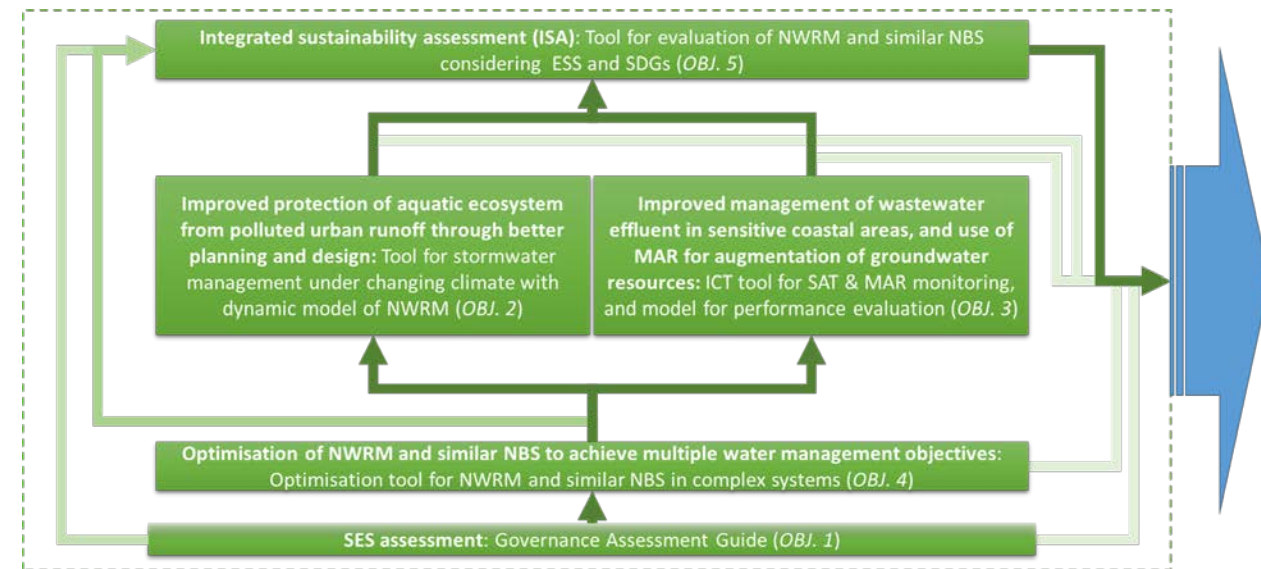 Integrated sustainability assessment (ISA): Tool for evaluation of NWRM and similar NBS
considering ESS and SDGs (OBJ. 5)
Improved protection of aquatic ecosystem
from polluted urban runoff through better
planning and design: Tool for stormwater
management under changing climate with
dynamic model of NWRM (OBJ. 2)
Improved management of wastewater
effluent in sensitive coastal areas, and use of
MAR for augmentation of groundwater
resources: ICT tool for SAT & MAR monitoring,
and model for performance evaluation (OBJ. 3)
Optimisation of NWRM and similar NBS to achieve multiple water management objectives:
Optimisation tool for NWRM and similar NBS in complex systems (OBJ. 4)
SES assessment: Governance Assessment Guide (OBJ. 1)